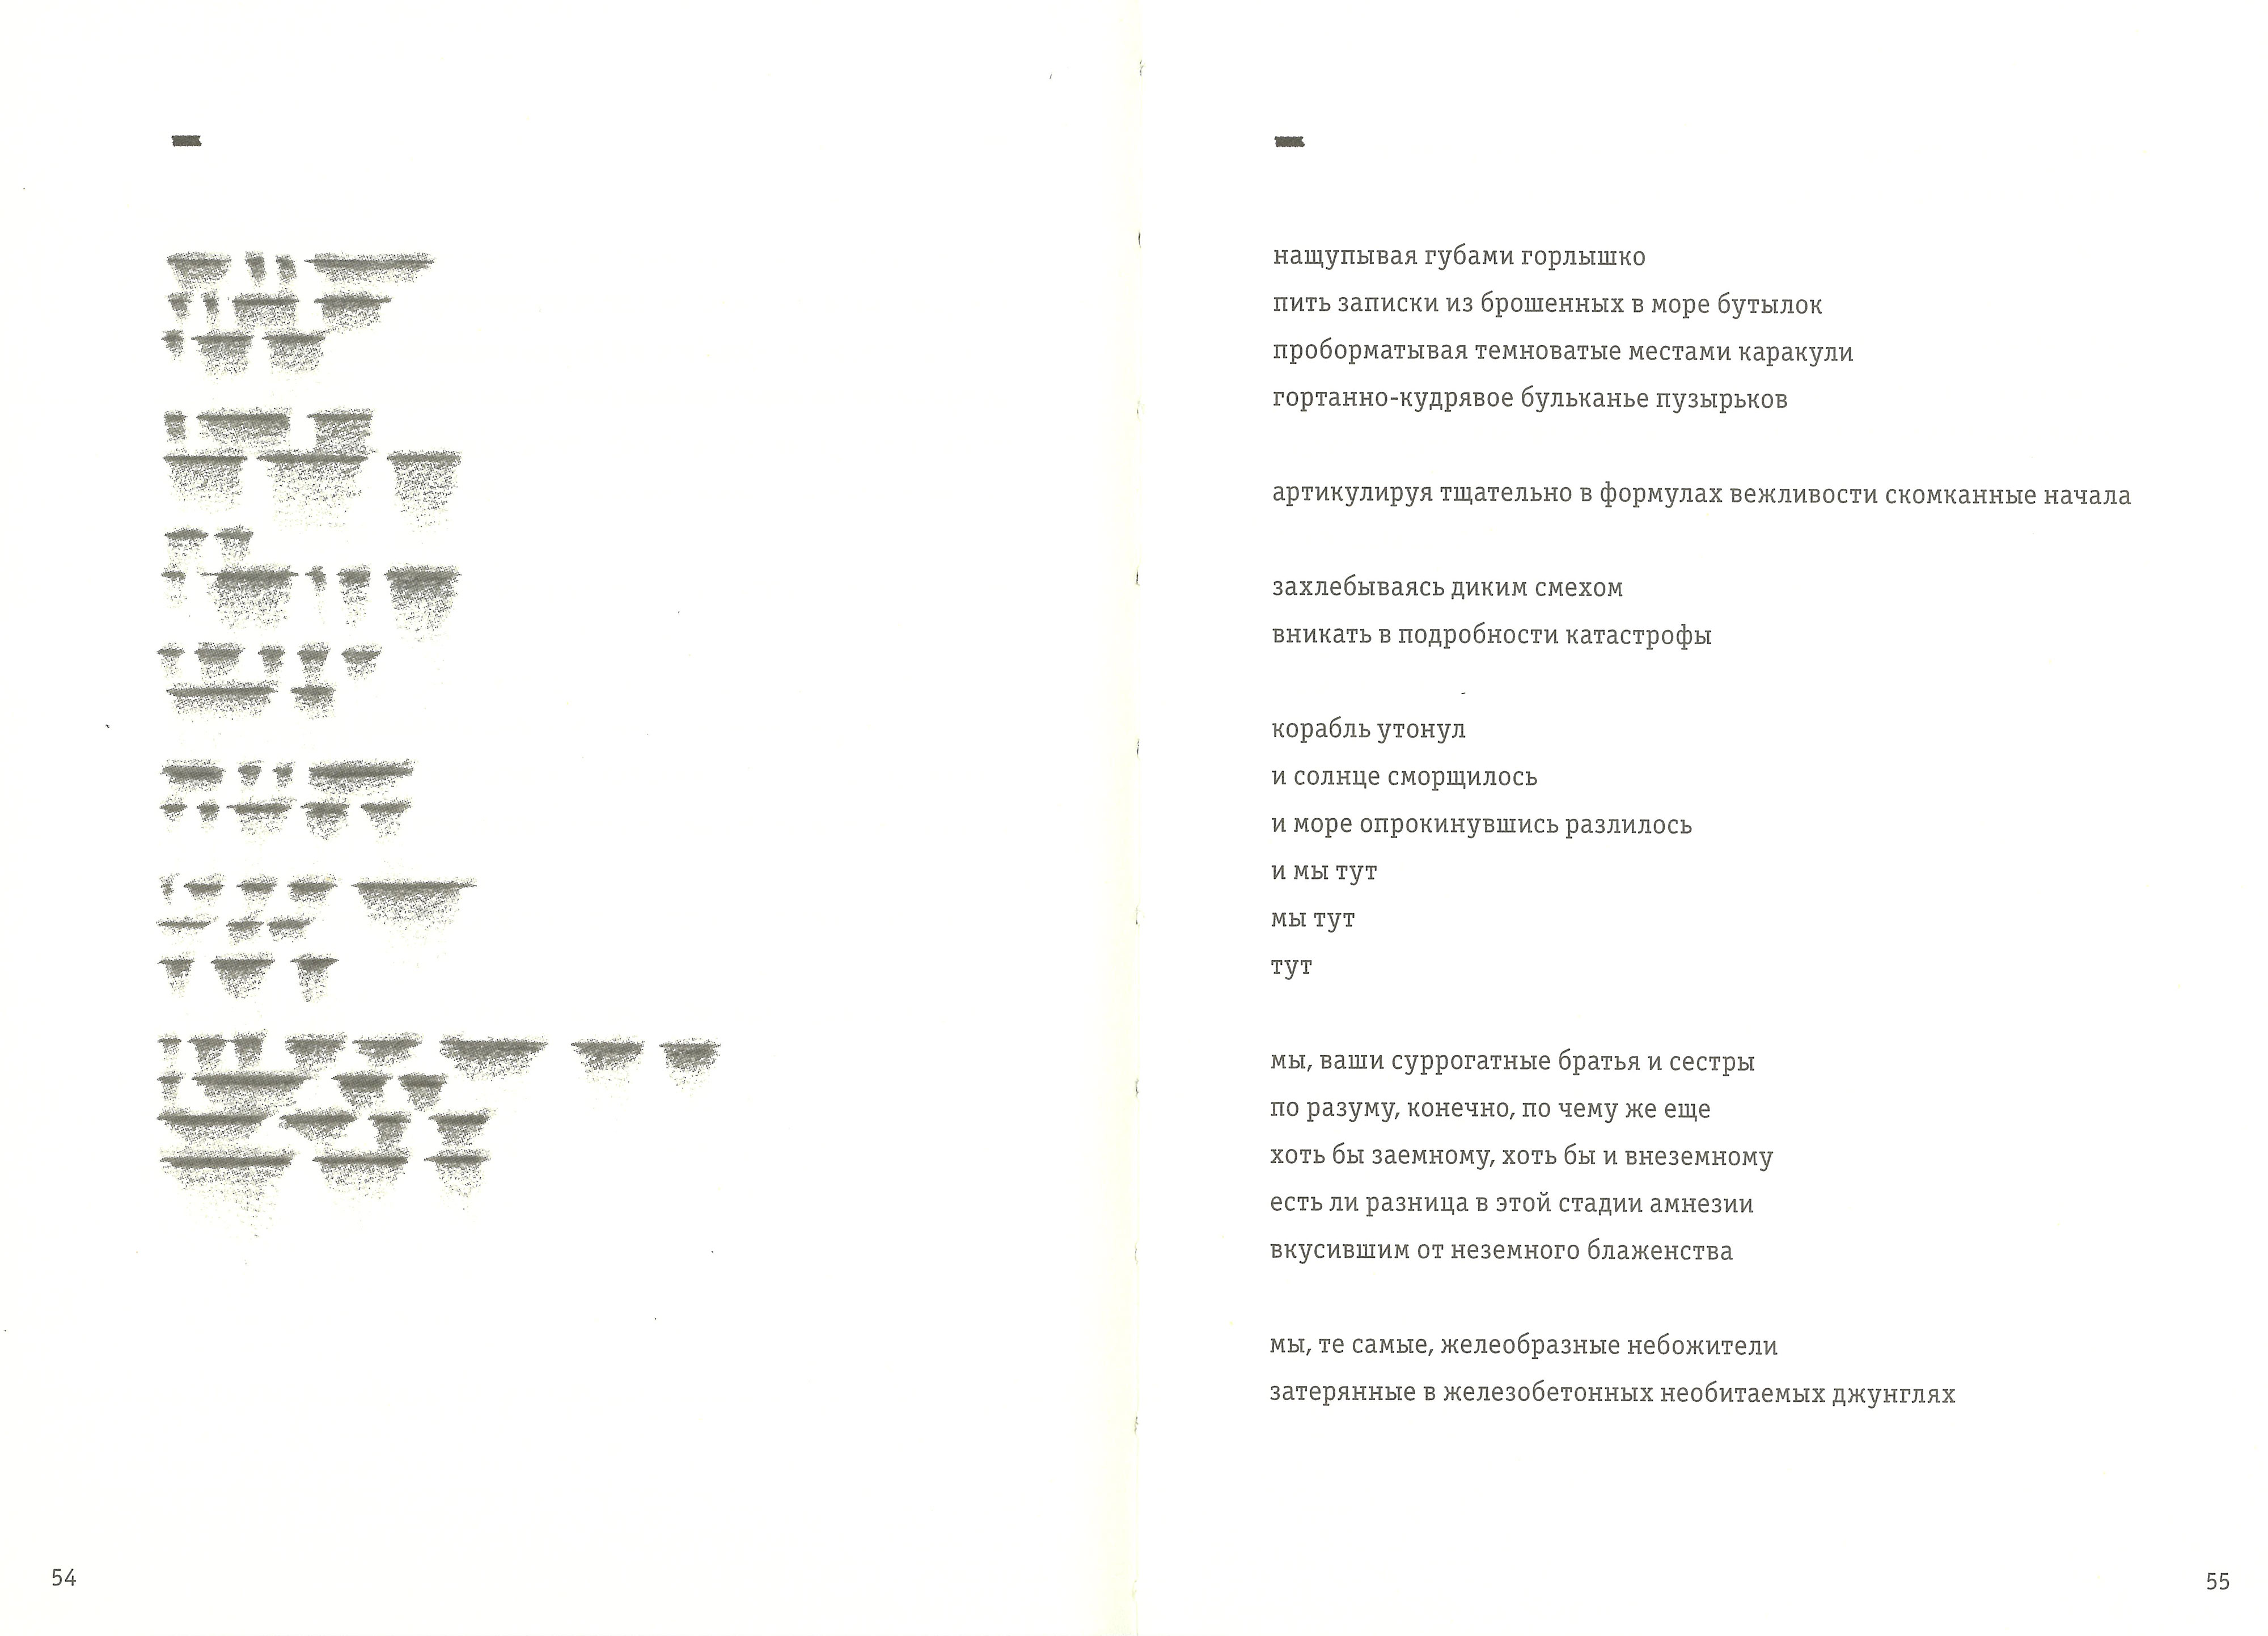 нащупывая губами горлышко
пить записки из брошенных в море бутылок
проборматывая темноватые местами каракули
гортанно-кудрявое бульканье пузырьков
артикулируя тщательно в формулах вежливости скомканные начала
захлебываясь диким смехом
вникать в подробности катастрофы
корабль утонул
и солнце сморщилось
и море опрокинувшись разлилось
и мы тут
мы тут
тут
мы, ваши суррогатные братья и сестры
по разуму, конечно, по чему же еще
хоть бы заемному, хоть бы и внеземному
есть ли разница в этой стадии амнезии
вкусившим от неземного блаженства
мы, те самые, желеобразные небожители
затерянные в железобетонных необитаемых джунглях
54
55